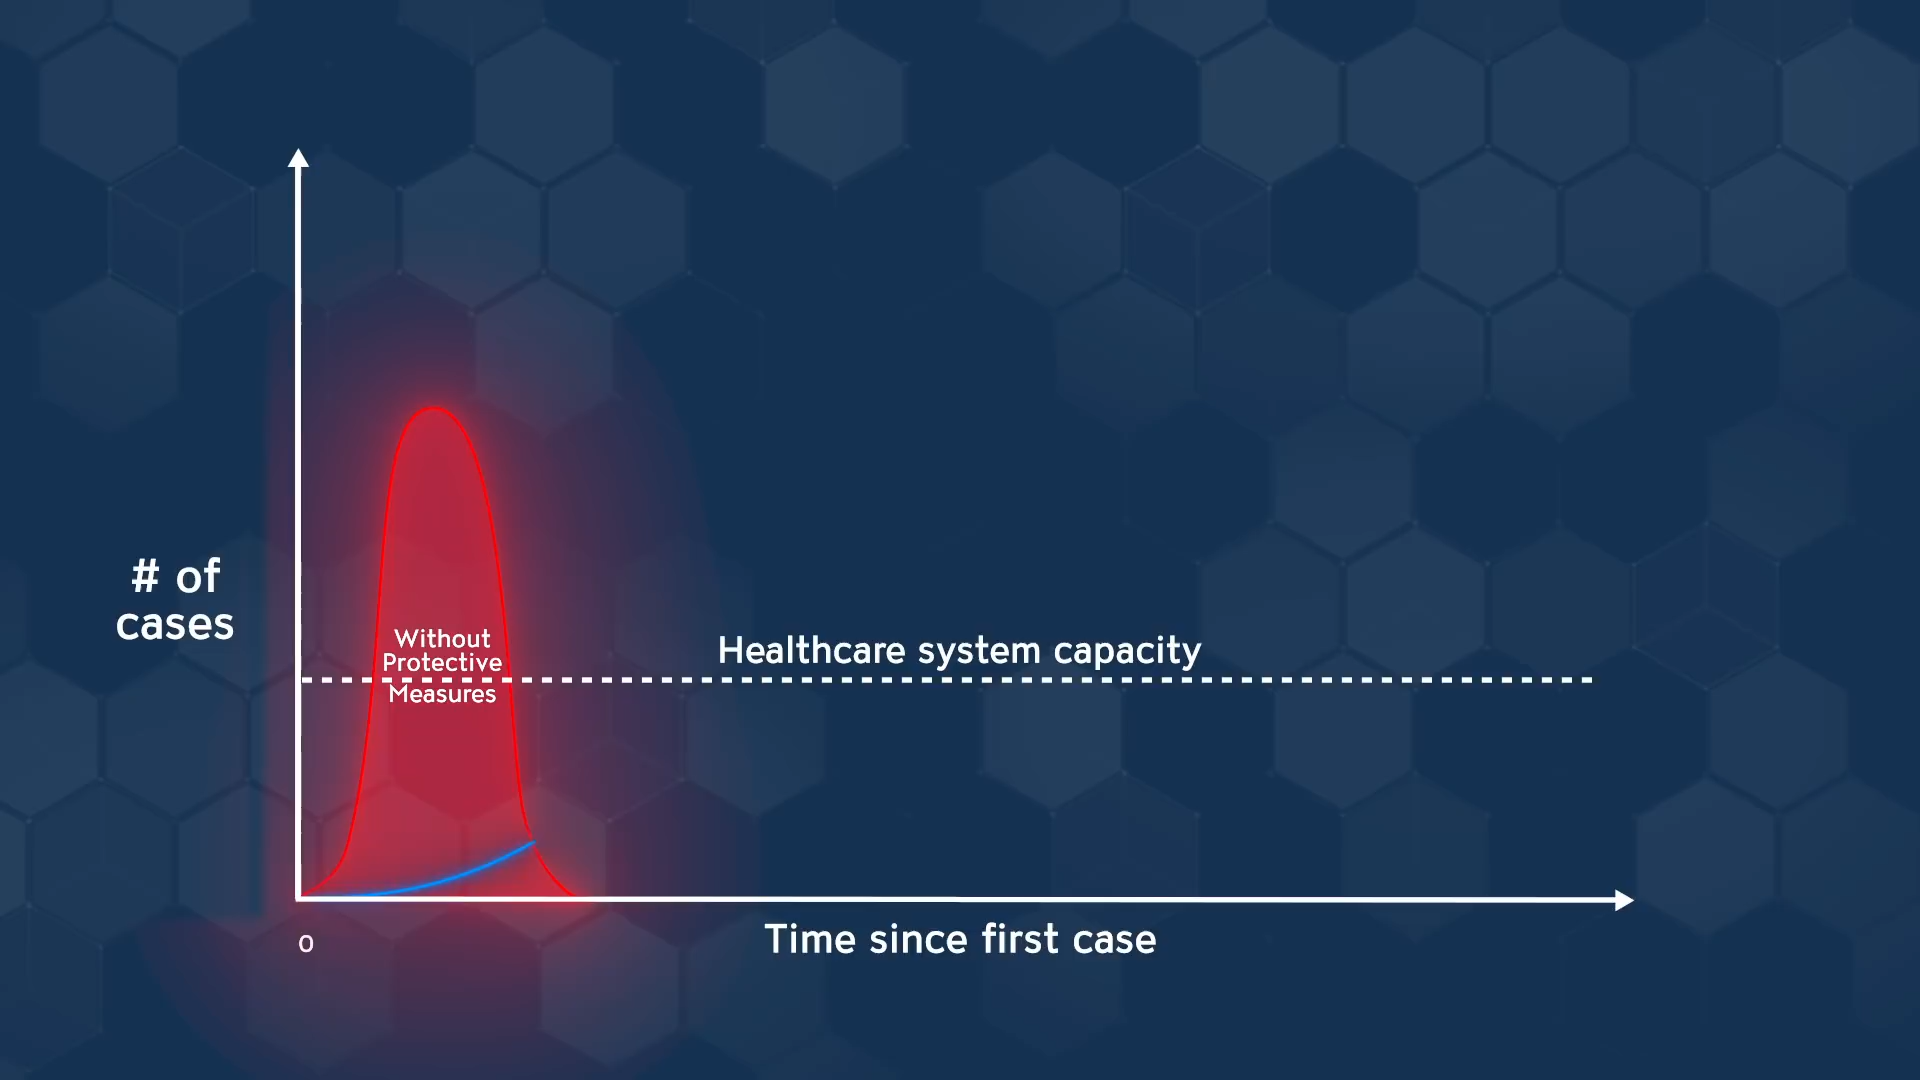 # of
cases
Without
Protective
Measures
Healthcare system capacity
0
Time since first case